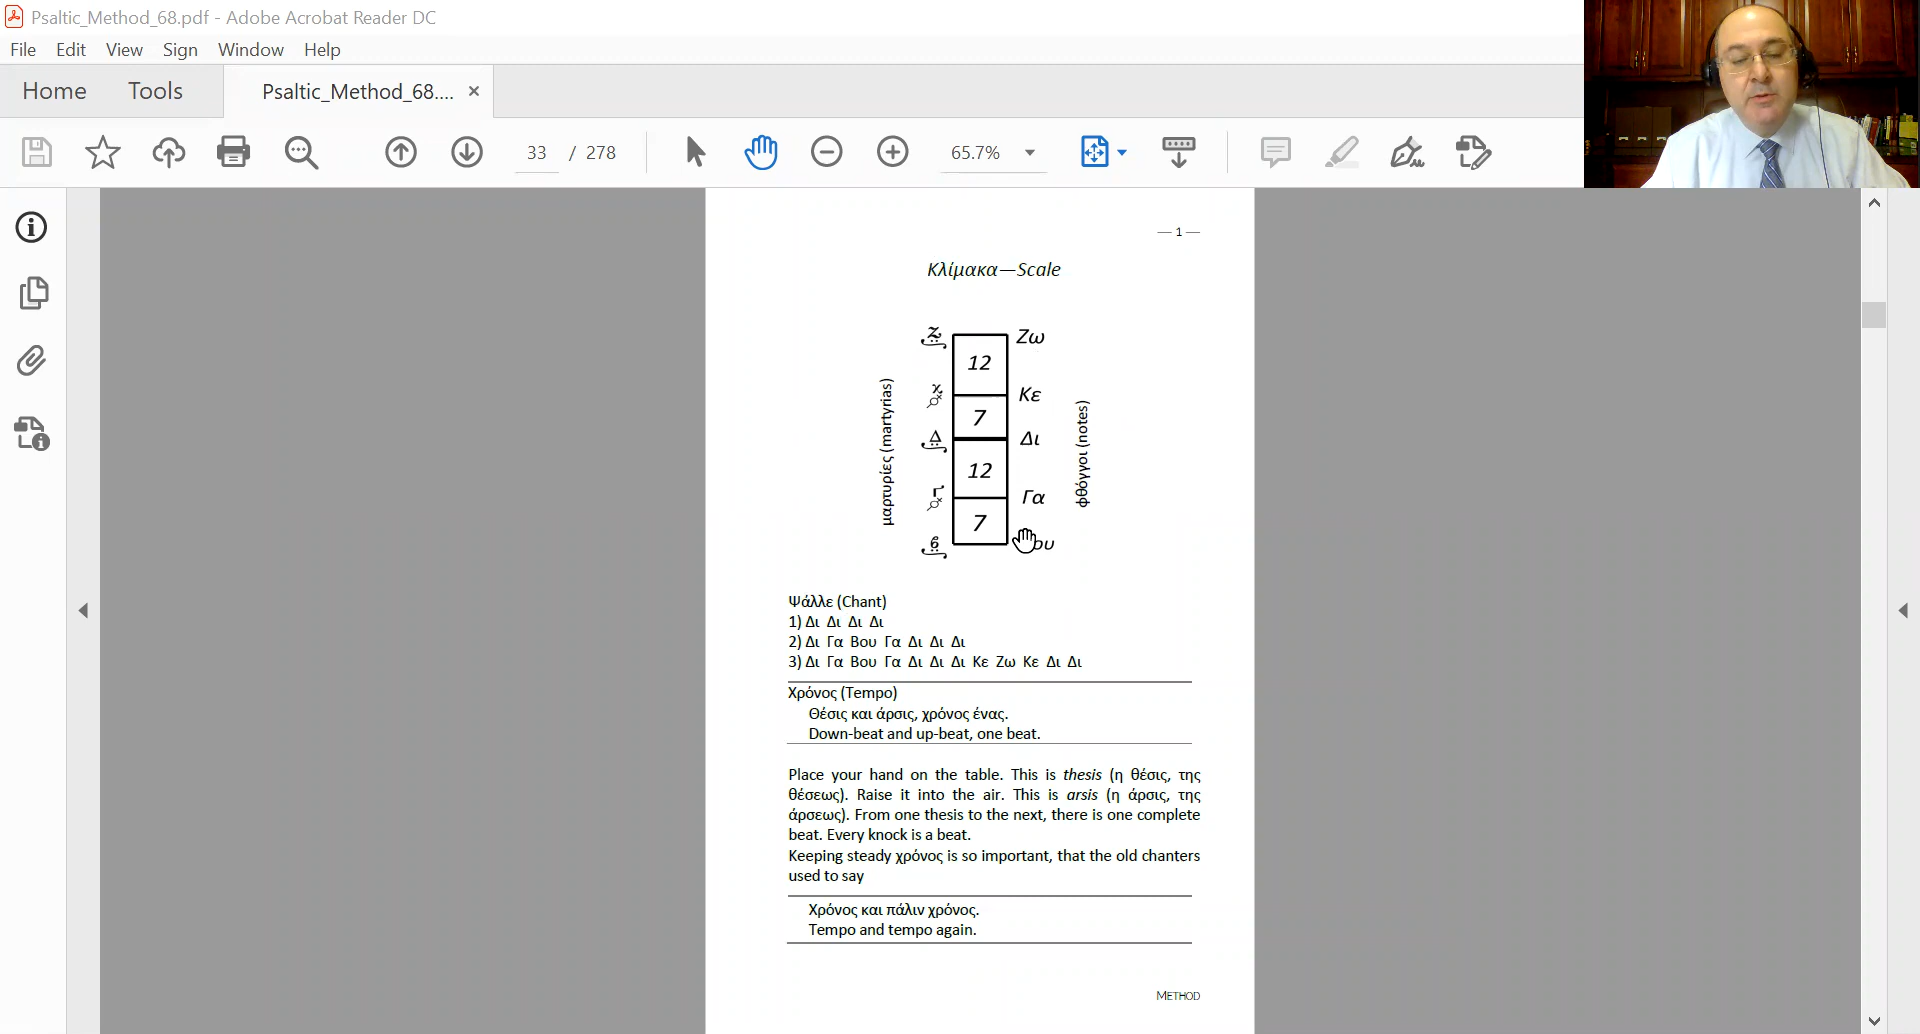 Psaltic_Method_68.pdf - Adobe Acrobat Reader DC
File Edit View Sign Window Help
Home Tools Psaltic_Method_68.... ×
33 / 278 65.7%
— 1 —
Κλίμακα—Scale
μαρτυρίες (martyrias)
φθόγγοι (notes)
Ζ 12 Ζω
χ 7 Κε
Δ 12 Δι
Γ 7 Γα
ου
Ψάλλε (Chant)
1) Δι Δι Δι Δι
2) Δι Γα Βου Γα Δι Δι Δι
3) Δι Γα Βου Γα Δι Δι Δι Κε Ζω Κε Δι Δι
Χρόνος (Tempo)
Θέσις και άρσις, χρόνος ένας.
Down-beat and up-beat, one beat.
Place your hand on the table. This is thesis (η θέσις, της
θέσεως). Raise it into the air. This is arsis (η άρσις, της
άρσεως). From one thesis to the next, there is one complete
beat. Every knock is a beat.
Keeping steady χρόνος is so important, that the old chanters
used to say
Χρόνος και πάλιν χρόνος.
Tempo and tempo again.
METHOD